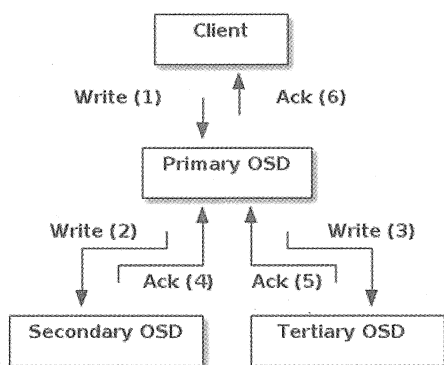 Client
Write (1) Ack (6)
Primary OSD
Write (2) Write (3)
Ack (4) Ack (5)
Secondary OSD Tertiary OSD